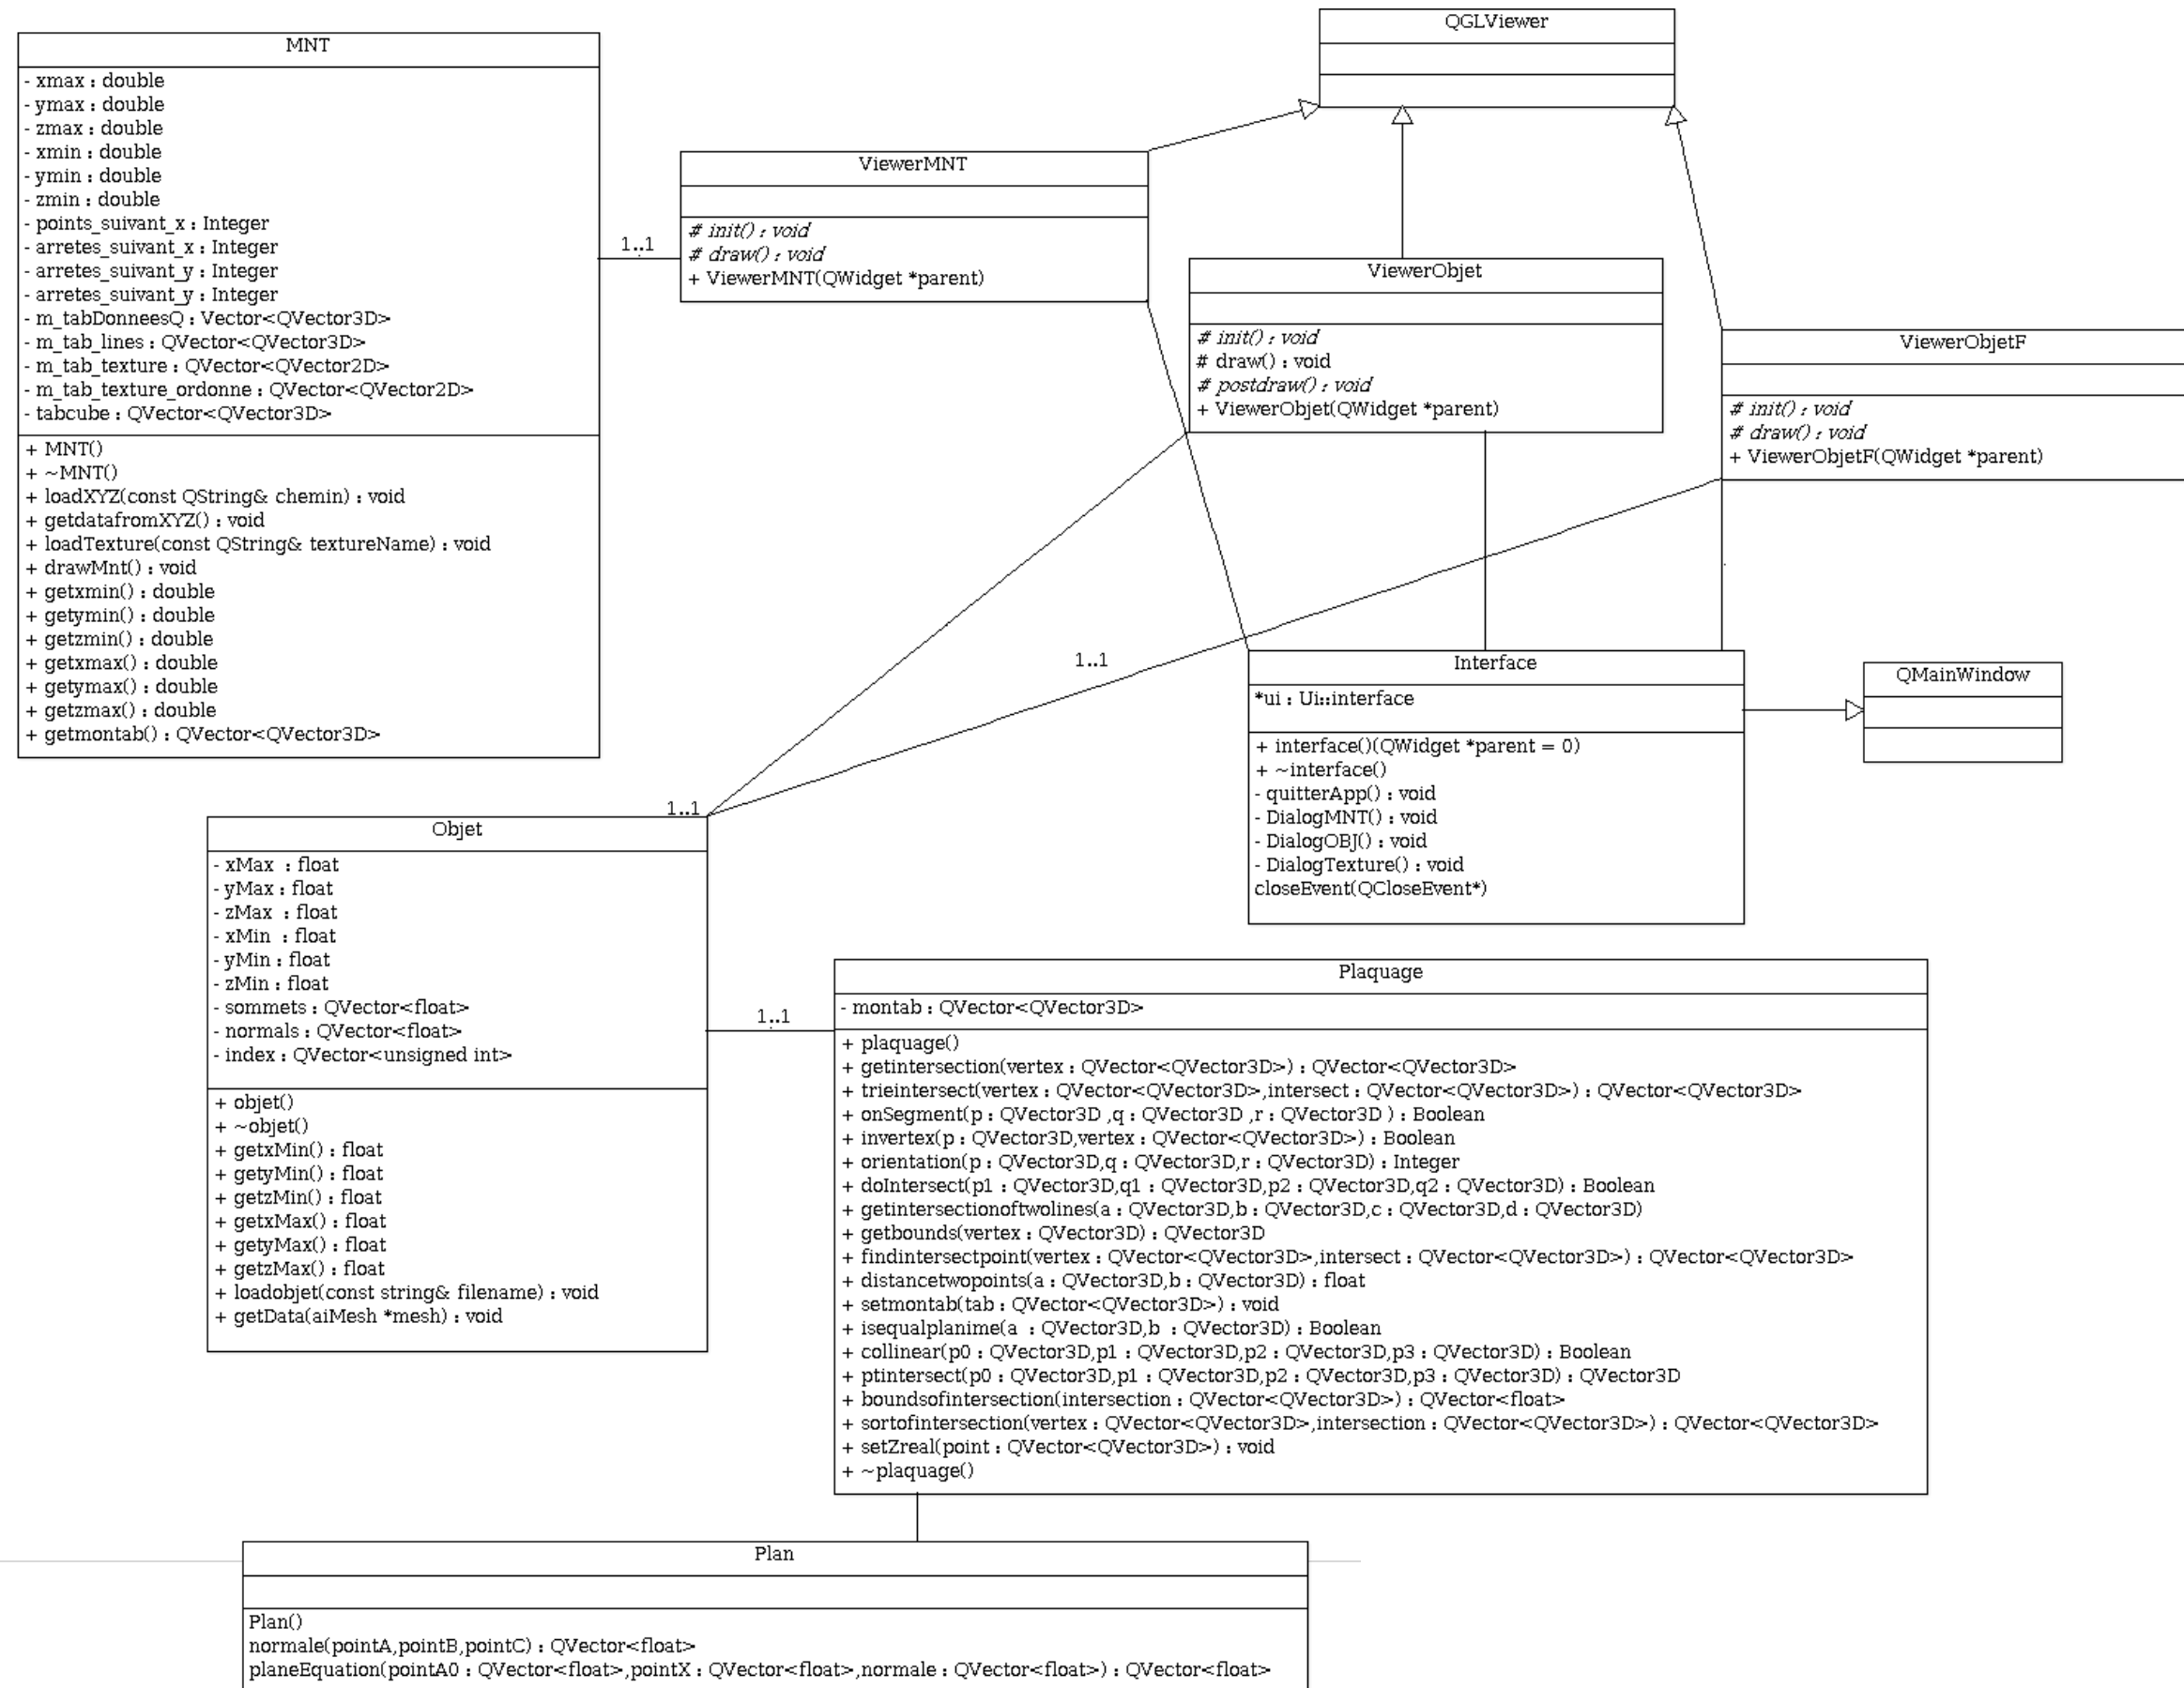 MNT
- xmax : double
- ymax : double
- zmax : double
- xmin : double
- ymin : double
- zmin : double
- points_suivant_x : Integer
- arretes_suivant_x : Integer
- arretes_suivant_y : Integer
- arretes_suivant_y : Integer
- m_tabDonneesQ : Vector<QVector3D>
- m_tab_lines : QVector<QVector3D>
- m_tab_texture : QVector<QVector2D>
- m_tab_texture_ordonne : QVector<QVector2D>
- tabcube : QVector<QVector3D>
+ MNT()
+ ~MNT()
+ loadXYZ(const QString& chemin) : void
+ getdatafromXYZ() : void
+ loadTexture(const QString& textureName) : void
+ drawMnt() : void
+ getxmin() : double
+ getymin() : double
+ getzmin() : double
+ getxmax() : double
+ getymax() : double
+ getzmax() : double
+ getmontab() : QVector<QVector3D>
1..1
ViewerMNT
# init() : void
# draw() : void
+ ViewerMNT(QWidget *parent)
QGLViewer
ViewerObjet
# init() : void
# draw() : void
# postdraw() : void
+ ViewerObjet(QWidget *parent)
ViewerObjetF
# init() : void
# draw() : void
+ ViewerObjetF(QWidget *parent)
1..1
Interface
*ui : Ui::interface
+ interface()(QWidget *parent = 0)
+ ~interface()
- quitterApp() : void
- DialogMNT() : void
- DialogOBJ() : void
- DialogTexture() : void
closeEvent(QCloseEvent*)
QMainWindow
1..1
Objet
- xMax : float
- yMax : float
- zMax : float
- xMin : float
- yMin : float
- zMin : float
- sommets : QVector<float>
- normals : QVector<float>
- index : QVector<unsigned int>
+ objet()
+ ~objet()
+ getxMin() : float
+ getyMin() : float
+ getzMin() : float
+ getxMax() : float
+ getyMax() : float
+ getzMax() : float
+ loadobjet(const string& filename) : void
+ getData(aiMesh *mesh) : void
1..1
Plaquage
- montab : QVector<QVector3D>
+ plaquage()
+ getintersection(vertex : QVector<QVector3D>) : QVector<QVector3D>
+ trieintersect(vertex : QVector<QVector3D>,intersect : QVector<QVector3D>) : QVector<QVector3D>
+ onSegment(p : QVector3D ,q : QVector3D ,r : QVector3D ) : Boolean
+ invertex(p : QVector3D,vertex : QVector<QVector3D>) : Boolean
+ orientation(p : QVector3D,q : QVector3D,r : QVector3D) : Integer
+ doIntersect(p1 : QVector3D,q1 : QVector3D,p2 : QVector3D,q2 : QVector3D) : Boolean
+ getintersectionoftwolines(a : QVector3D,b : QVector3D,c : QVector3D,d : QVector3D)
+ getbounds(vertex : QVector3D) : QVector3D
+ findintersectpoint(vertex : QVector<QVector3D>,intersect : QVector<QVector3D>) : QVector<QVector3D>
+ distancetwopoints(a : QVector3D,b : QVector3D) : float
+ setmontab(tab : QVector<QVector3D>) : void
+ isequalplanime(a : QVector3D,b : QVector3D) : Boolean
+ collinear(p0 : QVector3D,p1 : QVector3D,p2 : QVector3D,p3 : QVector3D) : Boolean
+ ptintersect(p0 : QVector3D,p1 : QVector3D,p2 : QVector3D,p3 : QVector3D) : QVector3D
+ boundsofintersection(intersection : QVector<QVector3D>) : QVector<float>
+ sortofintersection(vertex : QVector<QVector3D>,intersection : QVector<QVector3D>) : QVector<QVector3D>
+ setZreal(point : QVector<QVector3D>) : void
+ ~plaquage()
Plan
Plan()
normale(pointA,pointB,pointC) : QVector<float>
planeEquation(pointA0 : QVector<float>,pointX : QVector<float>,normale : QVector<float>) : QVector<float>